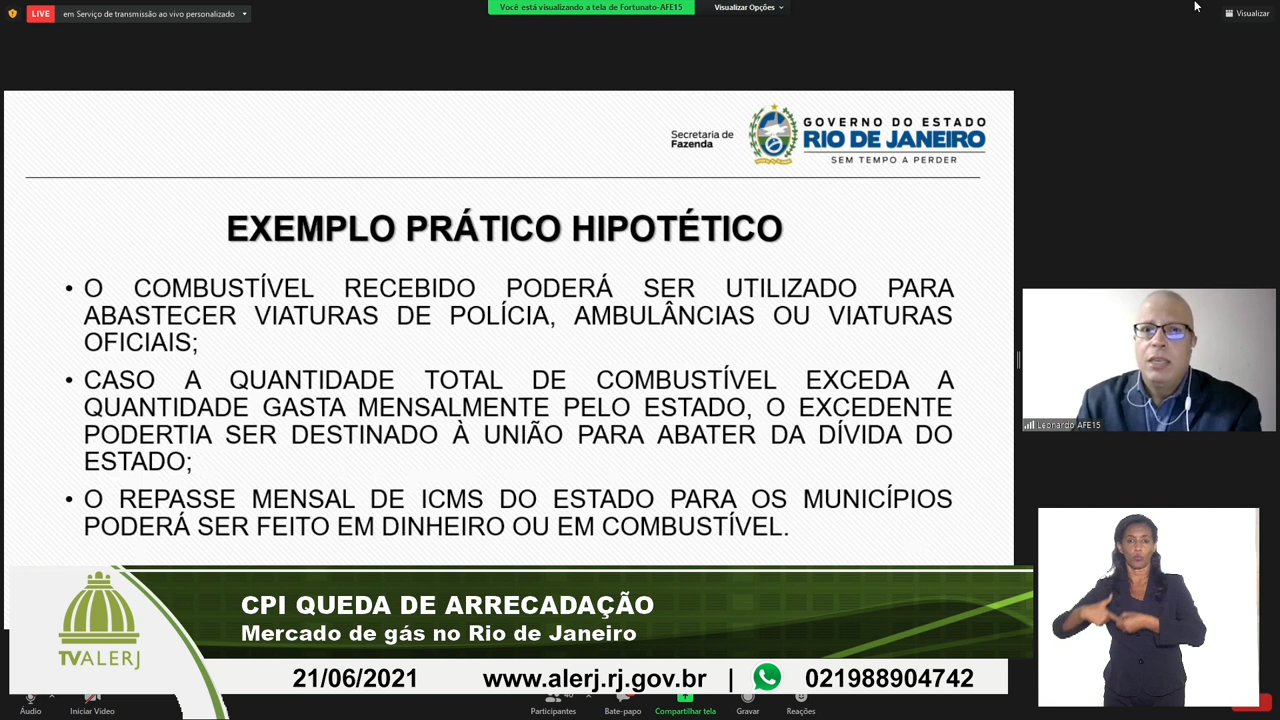 LIVE
em Serviço de transmissão ao vivo personalizado
Você está visualizando a tela de Fortunato-AFE15
Visualizar Opções
Visualizar
Secretaria de
Fazenda
GOVERNO DO ESTADO
RIO DE JANEIRO
SEM TEMPO A PERDER
EXEMPLO PRÁTICO HIPOTÉTICO
• O COMBUSTÍVEL RECEBIDO PODERÁ SER UTILIZADO PARA
ABASTECER VIATURAS DE POLÍCIA, AMBULÂNCIAS OU VIATURAS
OFICIAIS;
• CASO A QUANTIDADE TOTAL DE COMBUSTÍVEL EXCEDA A
QUANTIDADE GASTA MENSALMENTE PELO ESTADO, O EXCEDENTE
PODERTIA SER DESTINADO À UNIÃO PARA ABATER DA DÍVIDA DO
ESTADO;
• O REPASSE MENSAL DE ICMS DO ESTADO PARA OS MUNICÍPIOS
PODERÁ SER FEITO EM DINHEIRO OU EM COMBUSTÍVEL.
Leonardo AFE15
TVALERJ
CPI QUEDA DE ARRECADAÇÃO
Mercado de gás no Rio de Janeiro
21/06/2021 www.alerj.rj.gov.br | 021988904742
Áudio
Iniciar Vídeo
Participantes
Bate-papo
Compartilhar tela
Gravar
Reações